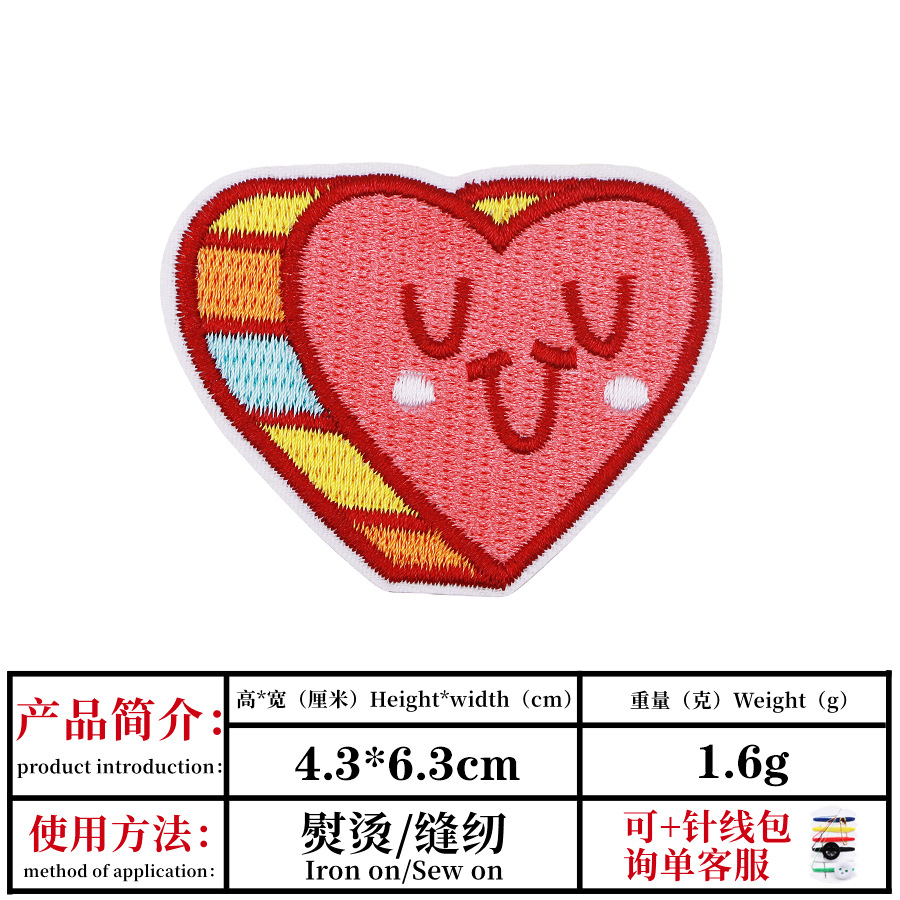 产品简介：
product introduction：
高*宽（厘米）Height*width（cm）
重量（克）Weight（g）
4.3*6.3cm
1.6g
使用方法：
method of application：
熨烫/缝纫
Iron on/Sew on
可+针线包
询单客服